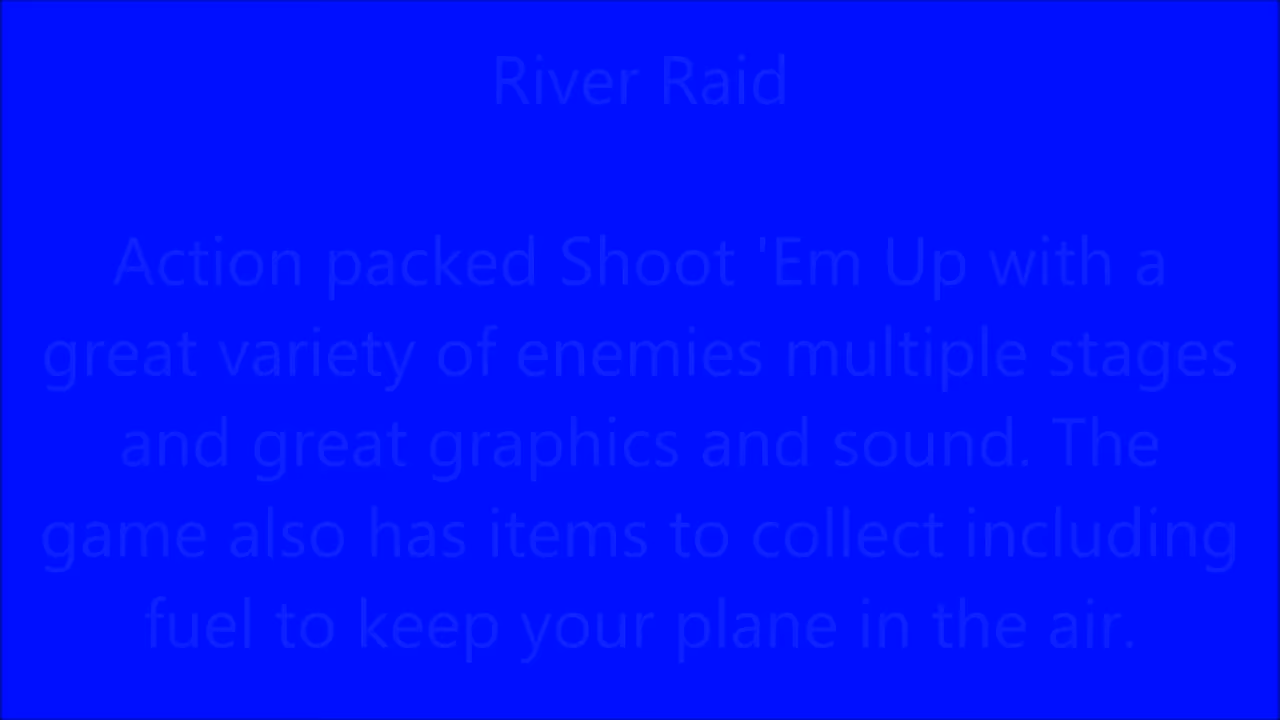 River Raid
Action packed Shoot 'Em Up with a
great variety of enemies multiple stages
and great graphics and sound. The
game also has items to collect including
fuel to keep your plane in the air.